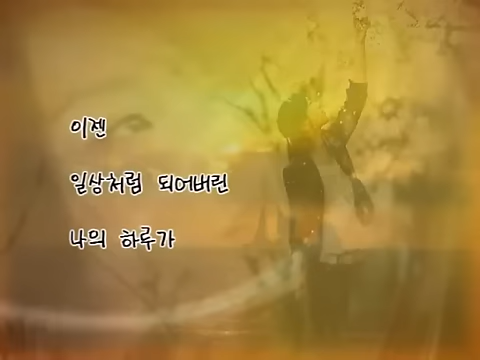 이젠
일상처럼 되어버린
나의 하루가